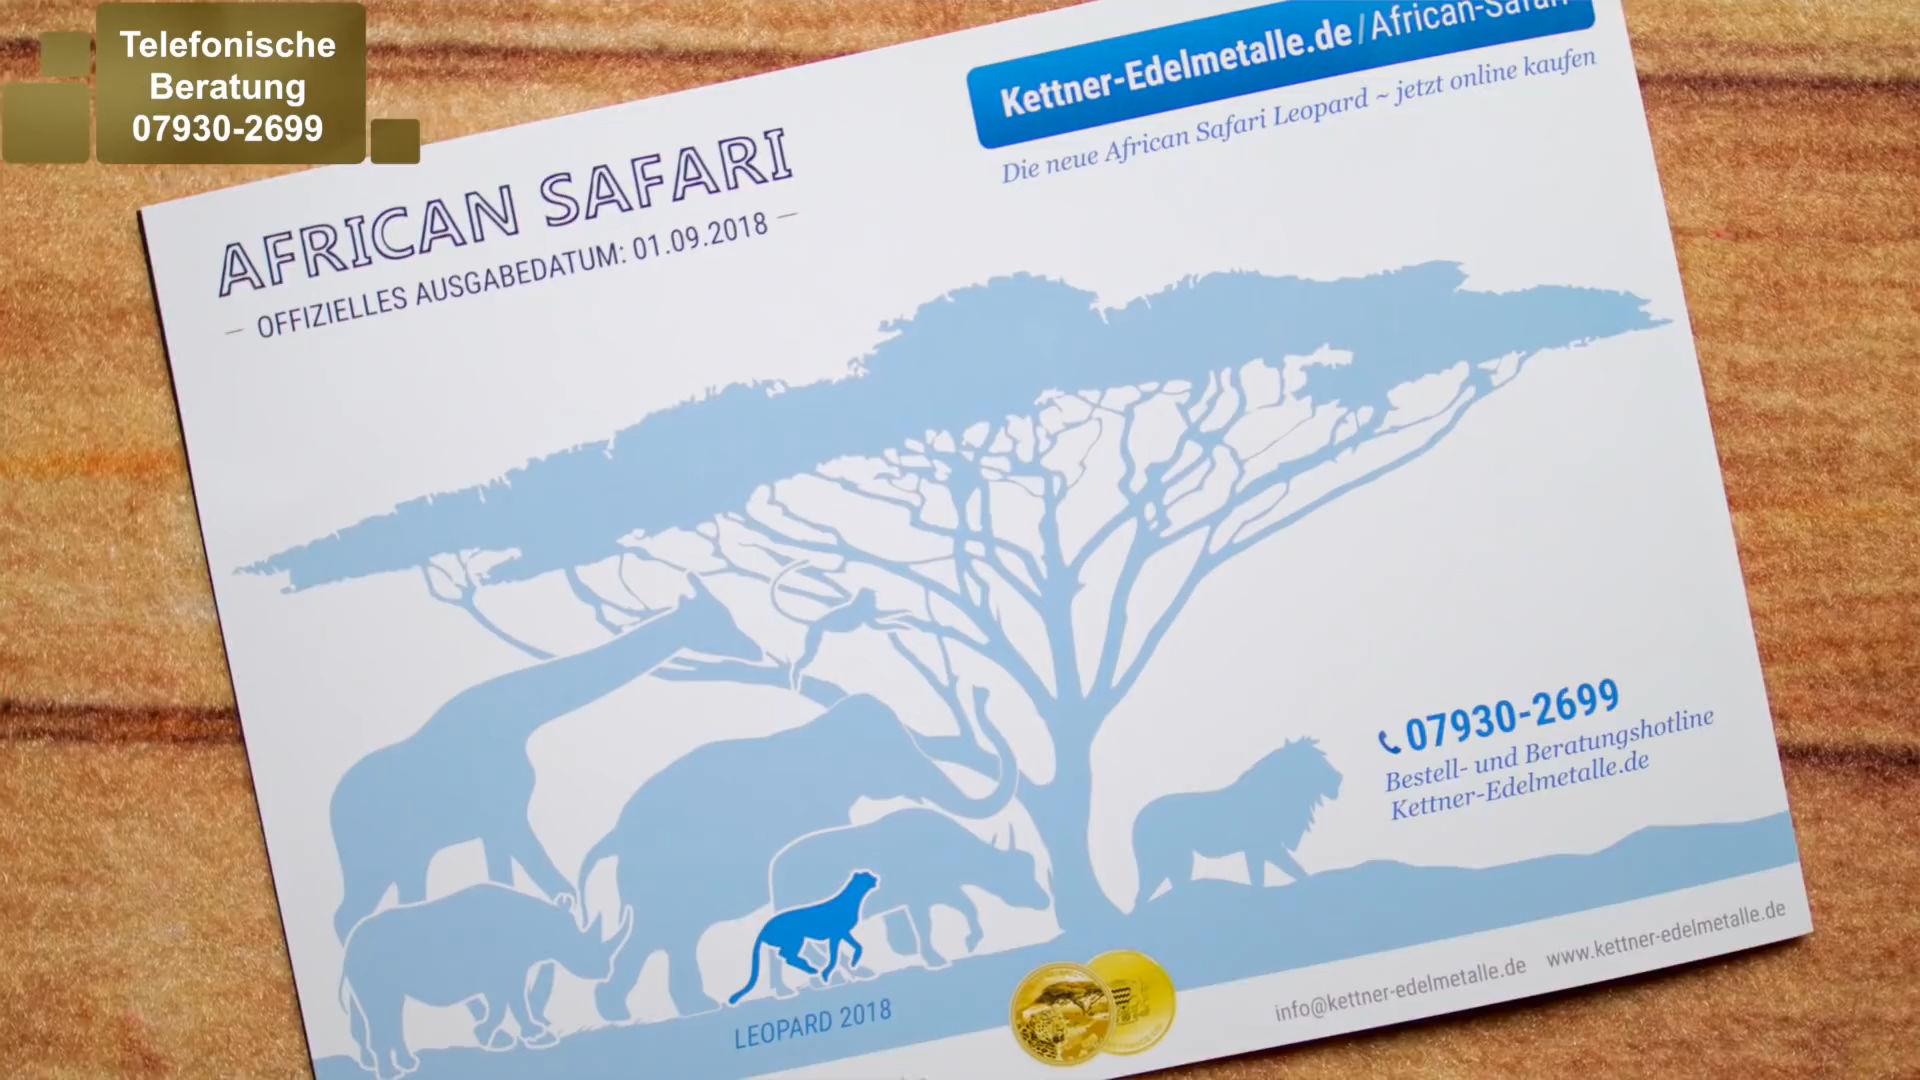 Telefonische
Beratung
07930-2699
Kettner-Edelmetalle.de/African-Safari
Die neue African Safari Leopard ~ jetzt online kaufen
AFRICAN SAFARI
— OFFIZIELLES AUSGABEDATUM: 01.09.2018 —
07930-2699
Bestell- und Beratungshotline
Kettner-Edelmetalle.de
LEOPARD 2018
info@kettner-edelmetalle.de www.kettner-edelmetalle.de